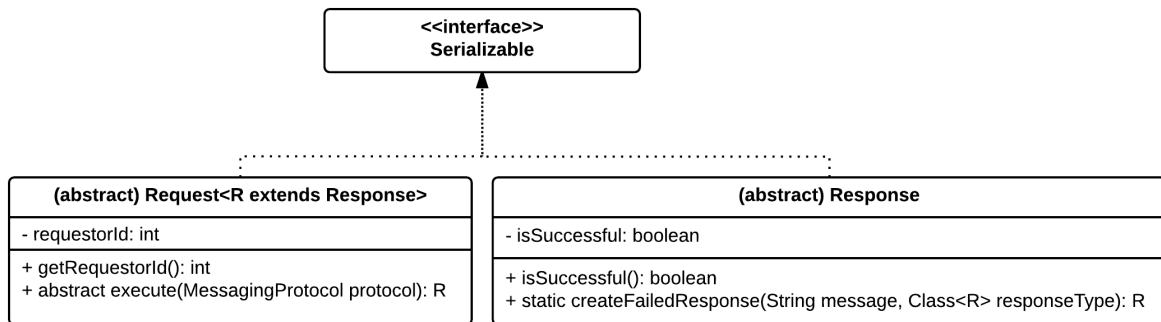 <<interface>>
Serializable
(abstract) Request<R extends Response>
- requestorId: int
+ getRequestorId(): int
+ abstract execute(MessagingProtocol protocol): R
(abstract) Response
- isSuccessful: boolean
+ isSuccessful(): boolean
+ static createFailedResponse(String message, Class<R> responseType): R